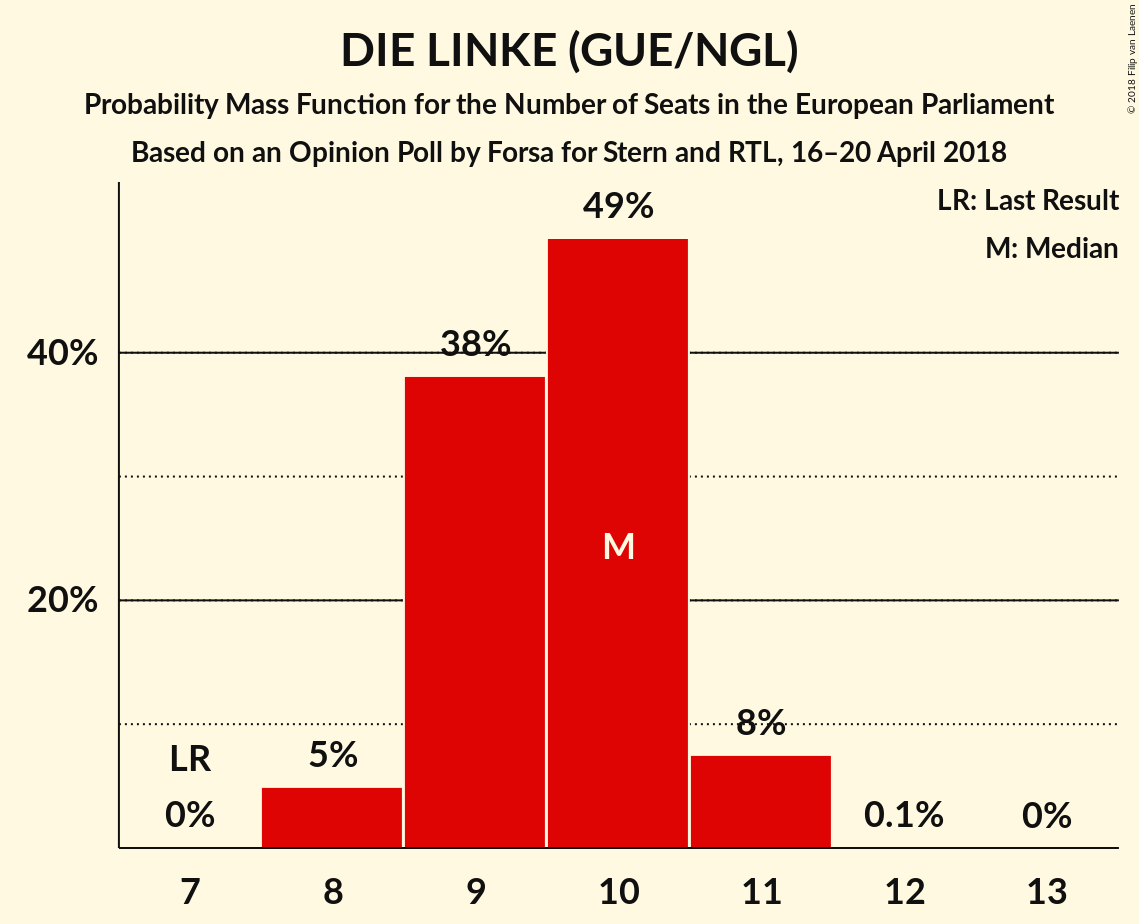 DIE LINKE (GUE/NGL)
Probability Mass Function for the Number of Seats in the European Parliament
Based on an Opinion Poll by Forsa for Stern and RTL, 16–20 April 2018
© 2018 Filip van Laenen
LR: Last Result
M: Median
49%
38%
40%
M
20%
8%
5%
LR
0%
0.1%
0%
7 8 9 10 11 12 13